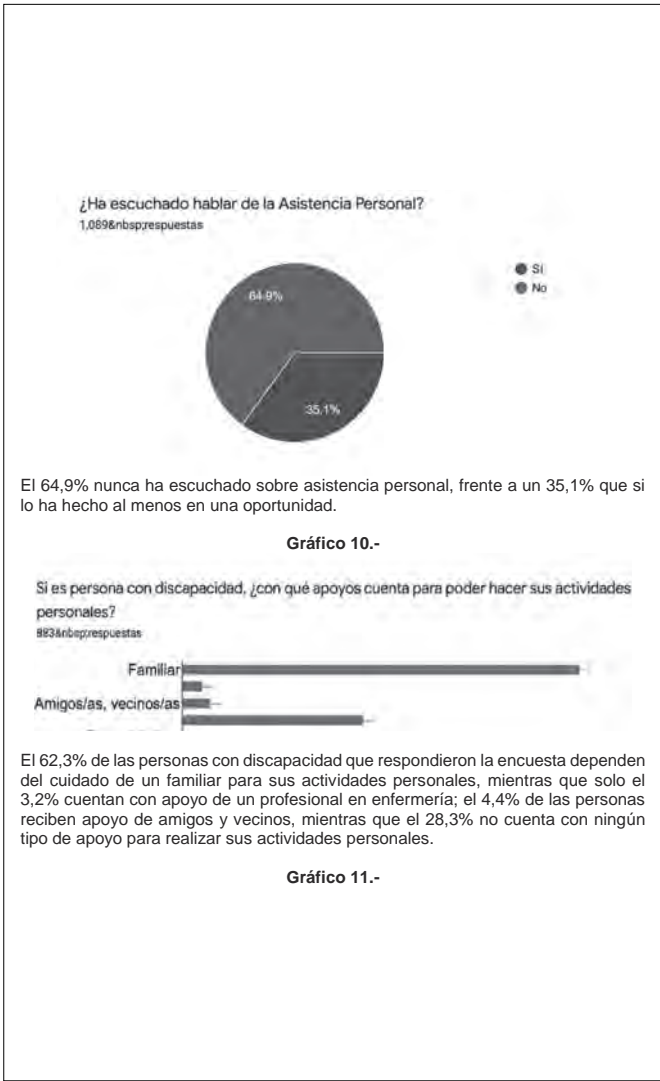 ¿Ha escuchado hablar de la Asistencia Personal?
1,089&nbsp;respuestas
Sí
No
64.9%
35.1%
El 64,9% nunca ha escuchado sobre asistencia personal, frente a un 35,1% que si
lo ha hecho al menos en una oportunidad.
Gráfico 10.-
Si es persona con discapacidad, ¿con qué apoyos cuenta para poder hacer sus actividades
personales?
883&nbsp;respuestas
Familiar
Amigos/as, vecinos/as
El 62,3% de las personas con discapacidad que respondieron la encuesta dependen
del cuidado de un familiar para sus actividades personales, mientras que solo el
3,2% cuentan con apoyo de un profesional en enfermería; el 4,4% de las personas
reciben apoyo de amigos y vecinos, mientras que el 28,3% no cuenta con ningún
tipo de apoyo para realizar sus actividades personales.
Gráfico 11.-